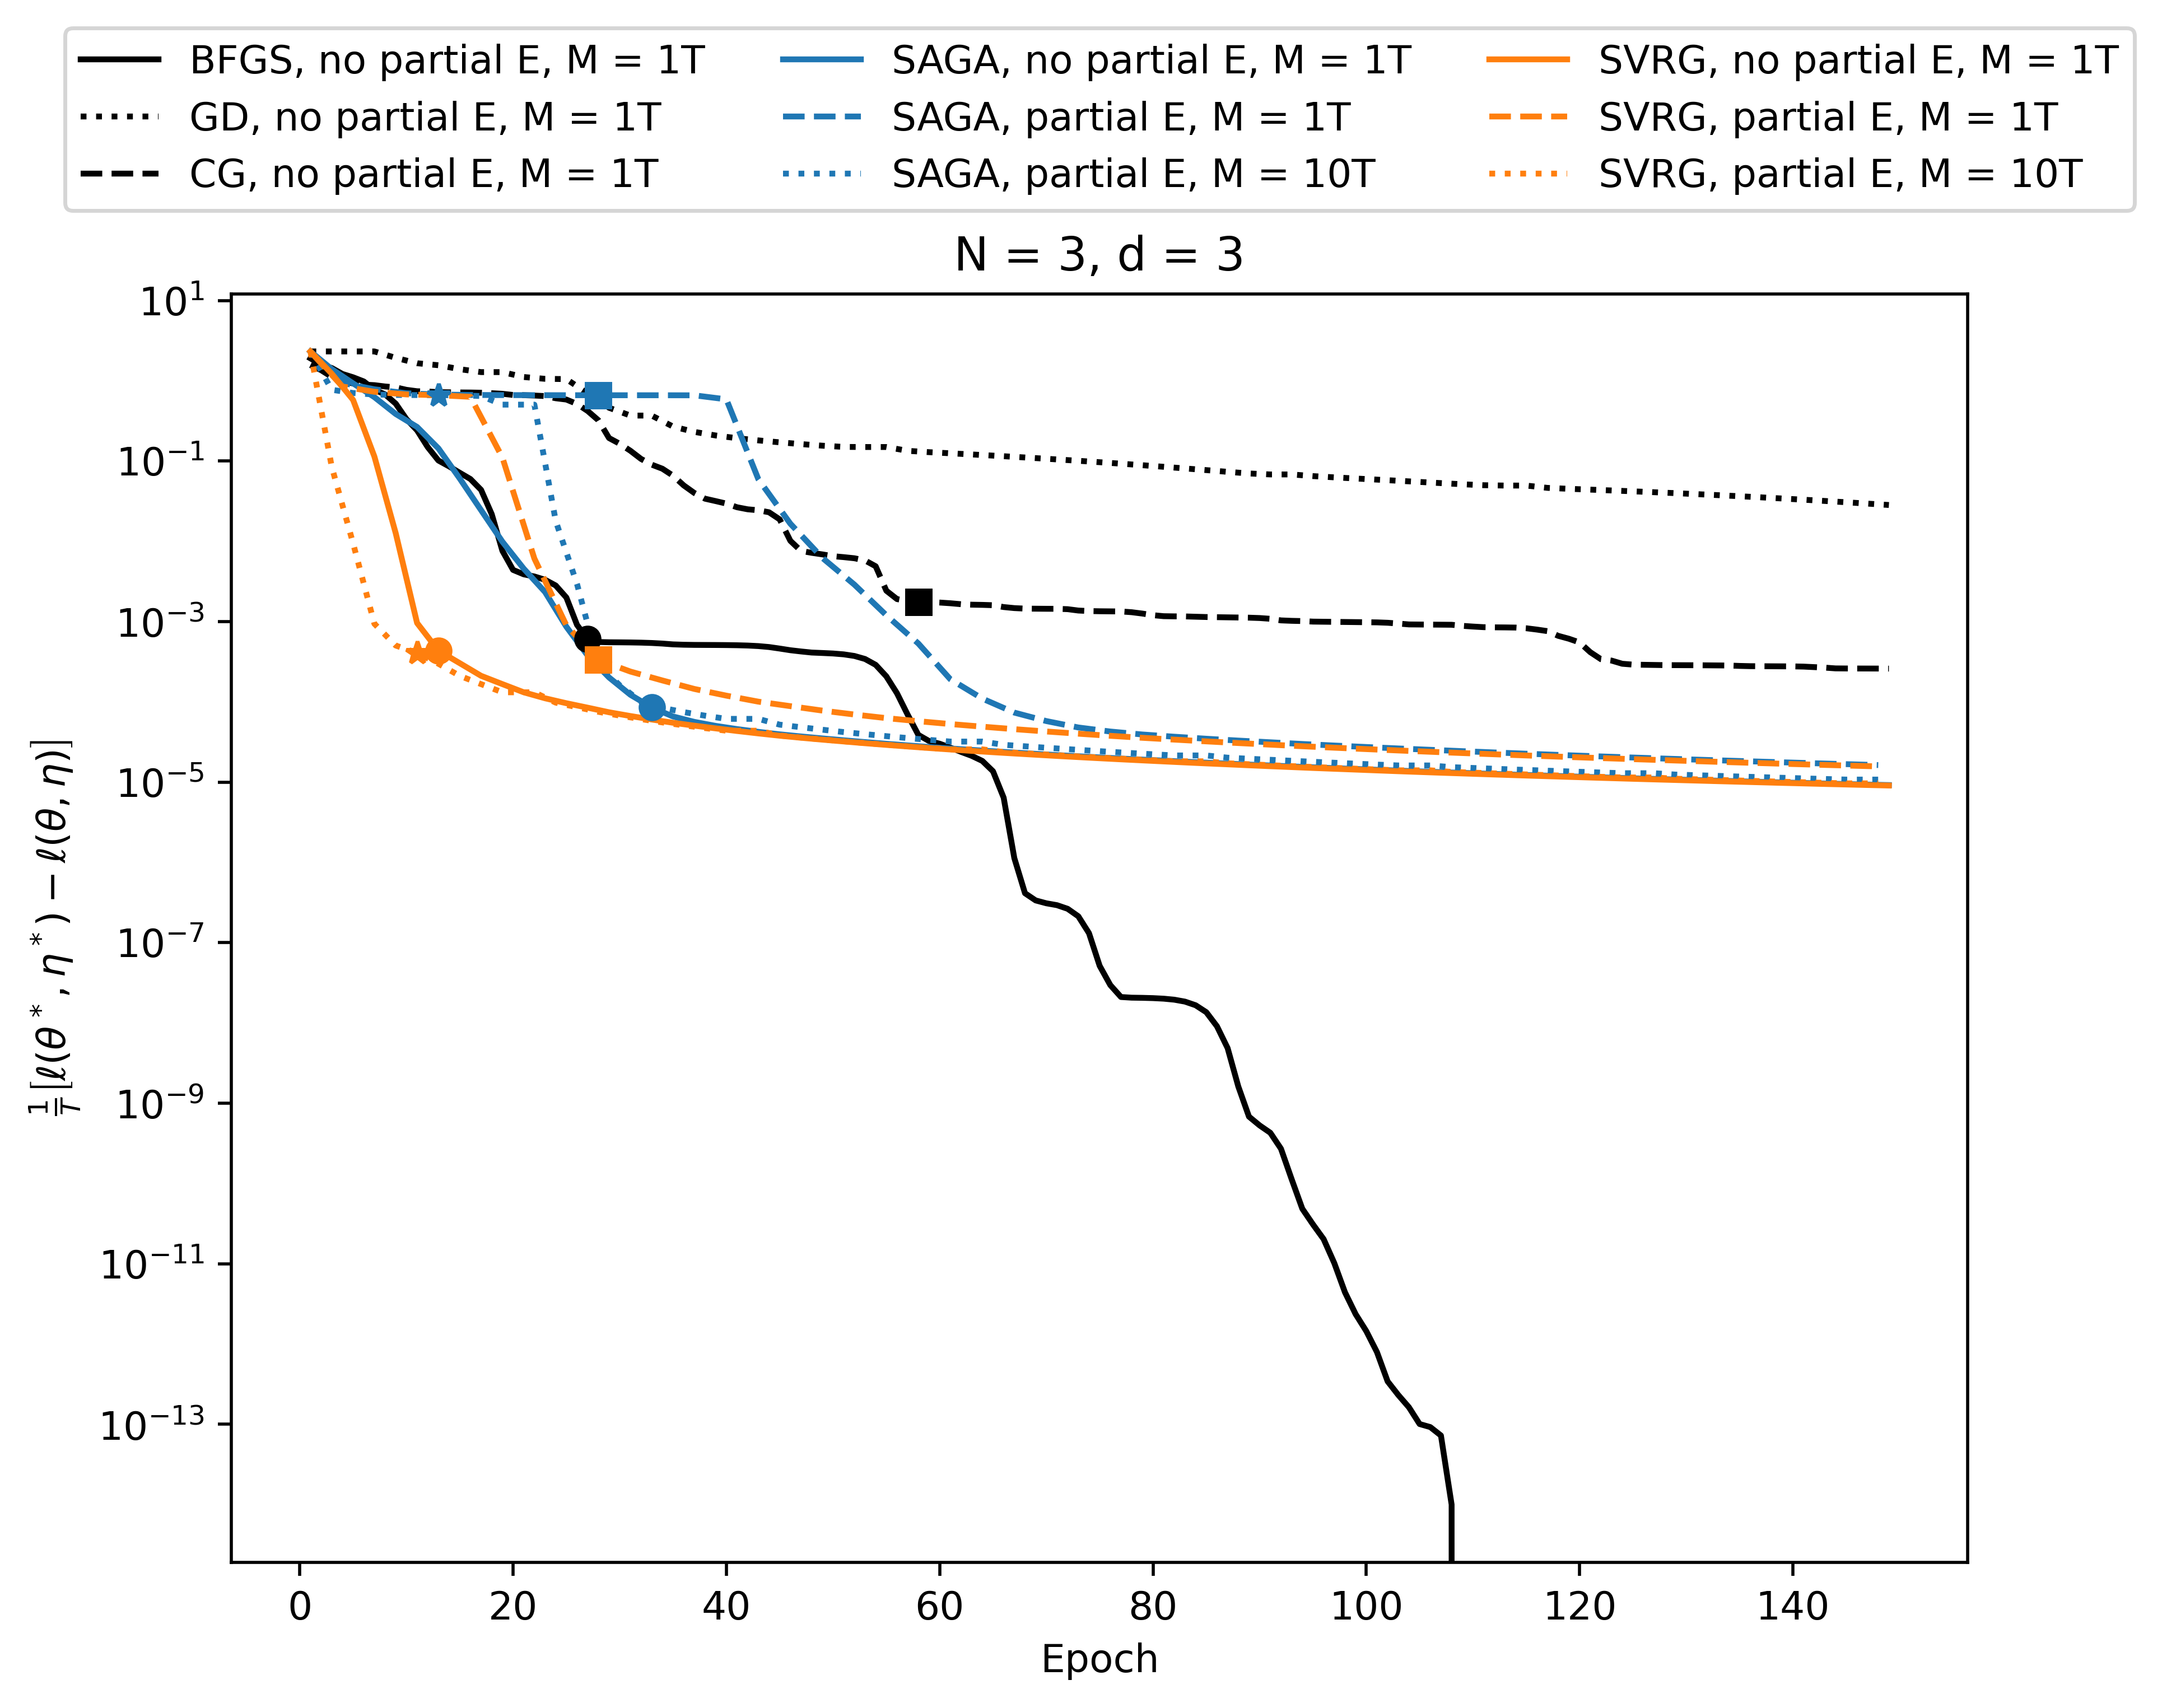 BFGS, no partial E, M = 1T
GD, no partial E, M = 1T
CG, no partial E, M = 1T
SAGA, no partial E, M = 1T
SAGA, partial E, M = 1T
SAGA, partial E, M = 10T
SVRG, no partial E, M = 1T
SVRG, partial E, M = 1T
SVRG, partial E, M = 10T
N = 3, d = 3
10^1
10^{-1}
10^{-3}
10^{-5}
10^{-7}
10^{-9}
10^{-11}
10^{-13}
\frac{1}{T}[ℓ(θ^*, η^*) − ℓ(θ, η)]
0 20 40 60 80 100 120 140
Epoch